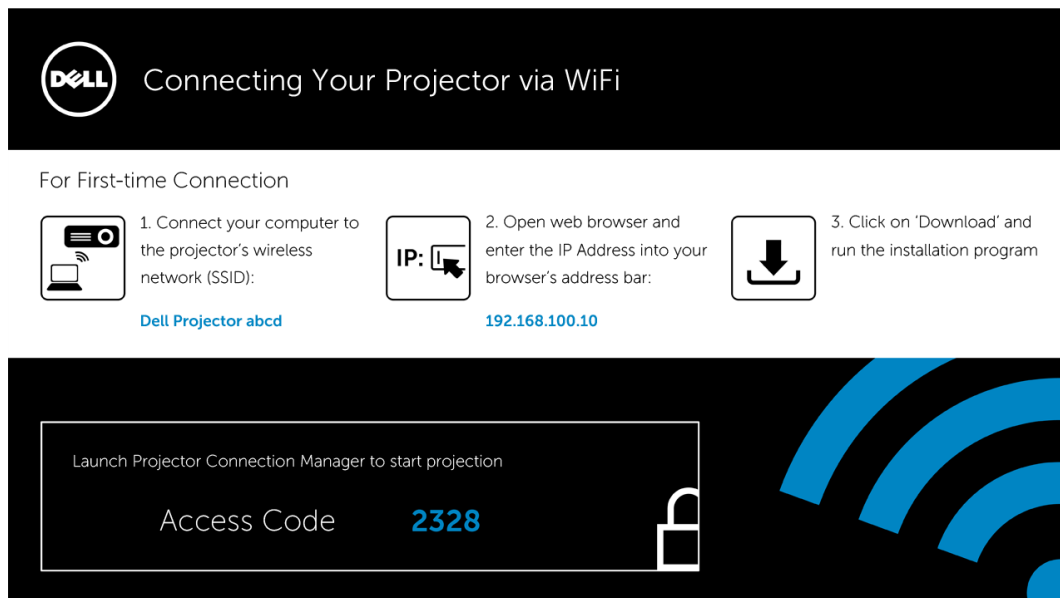 DELL
Connecting Your Projector via WiFi
For First-time Connection
1. Connect your computer to
the projector's wireless
network (SSID):
Dell Projector abcd
IP:
2. Open web browser and
enter the IP Address into your
browser's address bar:
192.168.100.10
3. Click on 'Download' and
run the installation program
Launch Projector Connection Manager to start projection
Access Code 2328